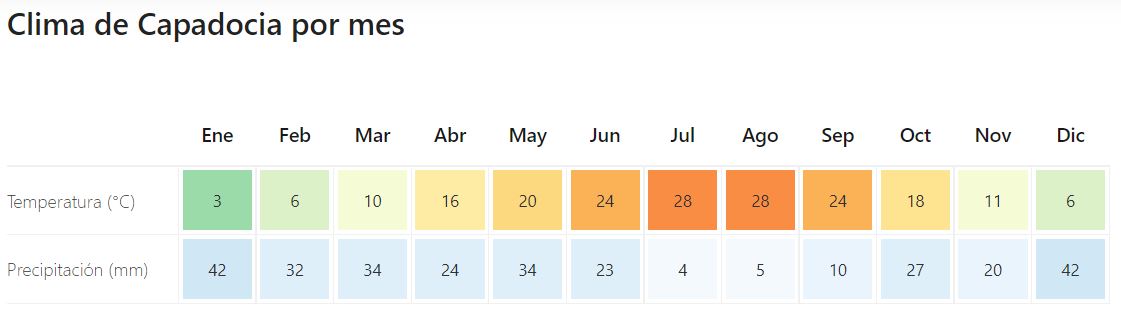 Clima de Capadocia por mes
Ene Feb Mar Abr May Jun Jul Ago Sep Oct Nov Dic
Temperatura (°C) 3 6 10 16 20 24 28 28 24 18 11 6
Precipitación (mm) 42 32 34 24 34 23 4 5 10 27 20 42